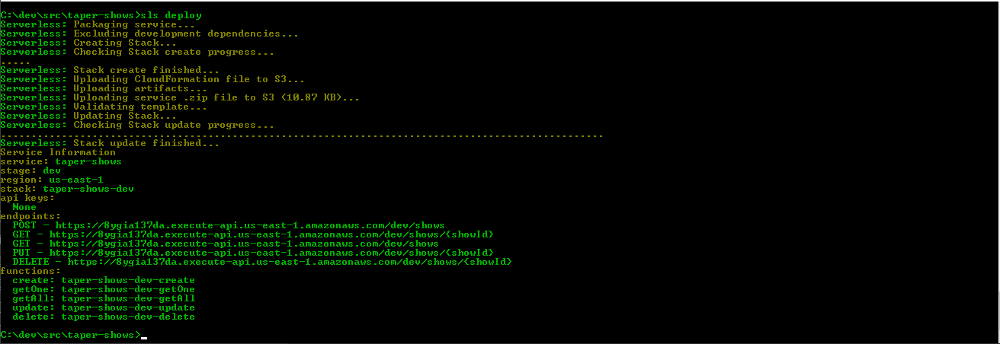 C:\dev\src\taper-shows>sls deploy
Serverless: Packaging service...
Serverless: Excluding development dependencies...
Serverless: Creating Stack...
Serverless: Checking Stack create progress...
.....
Serverless: Stack create finished...
Serverless: Uploading CloudFormation file to S3...
Serverless: Uploading artifacts...
Serverless: Uploading service .zip file to S3 (10.87 KB)...
Serverless: Validating template...
Serverless: Updating Stack...
Serverless: Checking Stack update progress...
...................................................................................................
Serverless: Stack update finished...
Service Information
service: taper-shows
stage: dev
region: us-east-1
stack: taper-shows-dev
api keys:
  None
endpoints:
  POST - https://8ygia137da.execute-api.us-east-1.amazonaws.com/dev/shows
  GET - https://8ygia137da.execute-api.us-east-1.amazonaws.com/dev/shows/{showId}
  GET - https://8ygia137da.execute-api.us-east-1.amazonaws.com/dev/shows
  PUT - https://8ygia137da.execute-api.us-east-1.amazonaws.com/dev/shows/{showId}
  DELETE - https://8ygia137da.execute-api.us-east-1.amazonaws.com/dev/shows/{showId}
functions:
  create: taper-shows-dev-create
  getOne: taper-shows-dev-getOne
  getAll: taper-shows-dev-getAll
  update: taper-shows-dev-update
  delete: taper-shows-dev-delete
C:\dev\src\taper-shows>